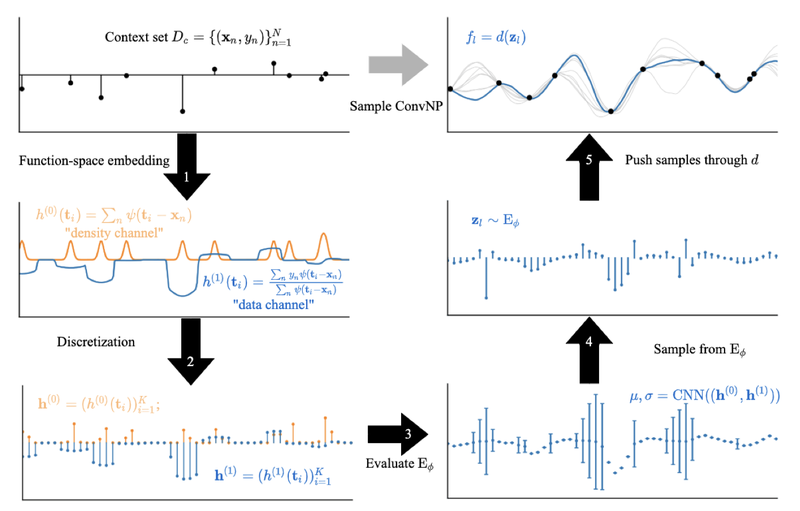 Context set $D_c = \{(\mathbf{x}_n, y_n)\}_{n=1}^{N}$
Sample ConvNP
$f_l = d(\mathbf{z}_l)$
Function-space embedding
1
$h^{(0)}(\mathbf{t}_i) = \sum_n \psi(\mathbf{t}_i - \mathbf{x}_n)$
"density channel"
$h^{(1)}(\mathbf{t}_i) = \frac{\sum_n y_n \psi(\mathbf{t}_i - \mathbf{x}_n)}{\sum_n \psi(\mathbf{t}_i - \mathbf{x}_n)}$
"data channel"
Discretization
2
$\mathbf{h}^{(0)} = (h^{(0)}(\mathbf{t}_i))_{i=1}^{K};$
$\mathbf{h}^{(1)} = (h^{(1)}(\mathbf{t}_i))_{i=1}^{K}$
3
Evaluate $\mathrm{E}_\phi$
$\mu, \sigma = \mathrm{CNN}((\mathbf{h}^{(0)}, \mathbf{h}^{(1)}))$
4
Sample from $\mathrm{E}_\phi$
$\mathbf{z}_l \sim \mathrm{E}_\phi$
5
Push samples through $d$